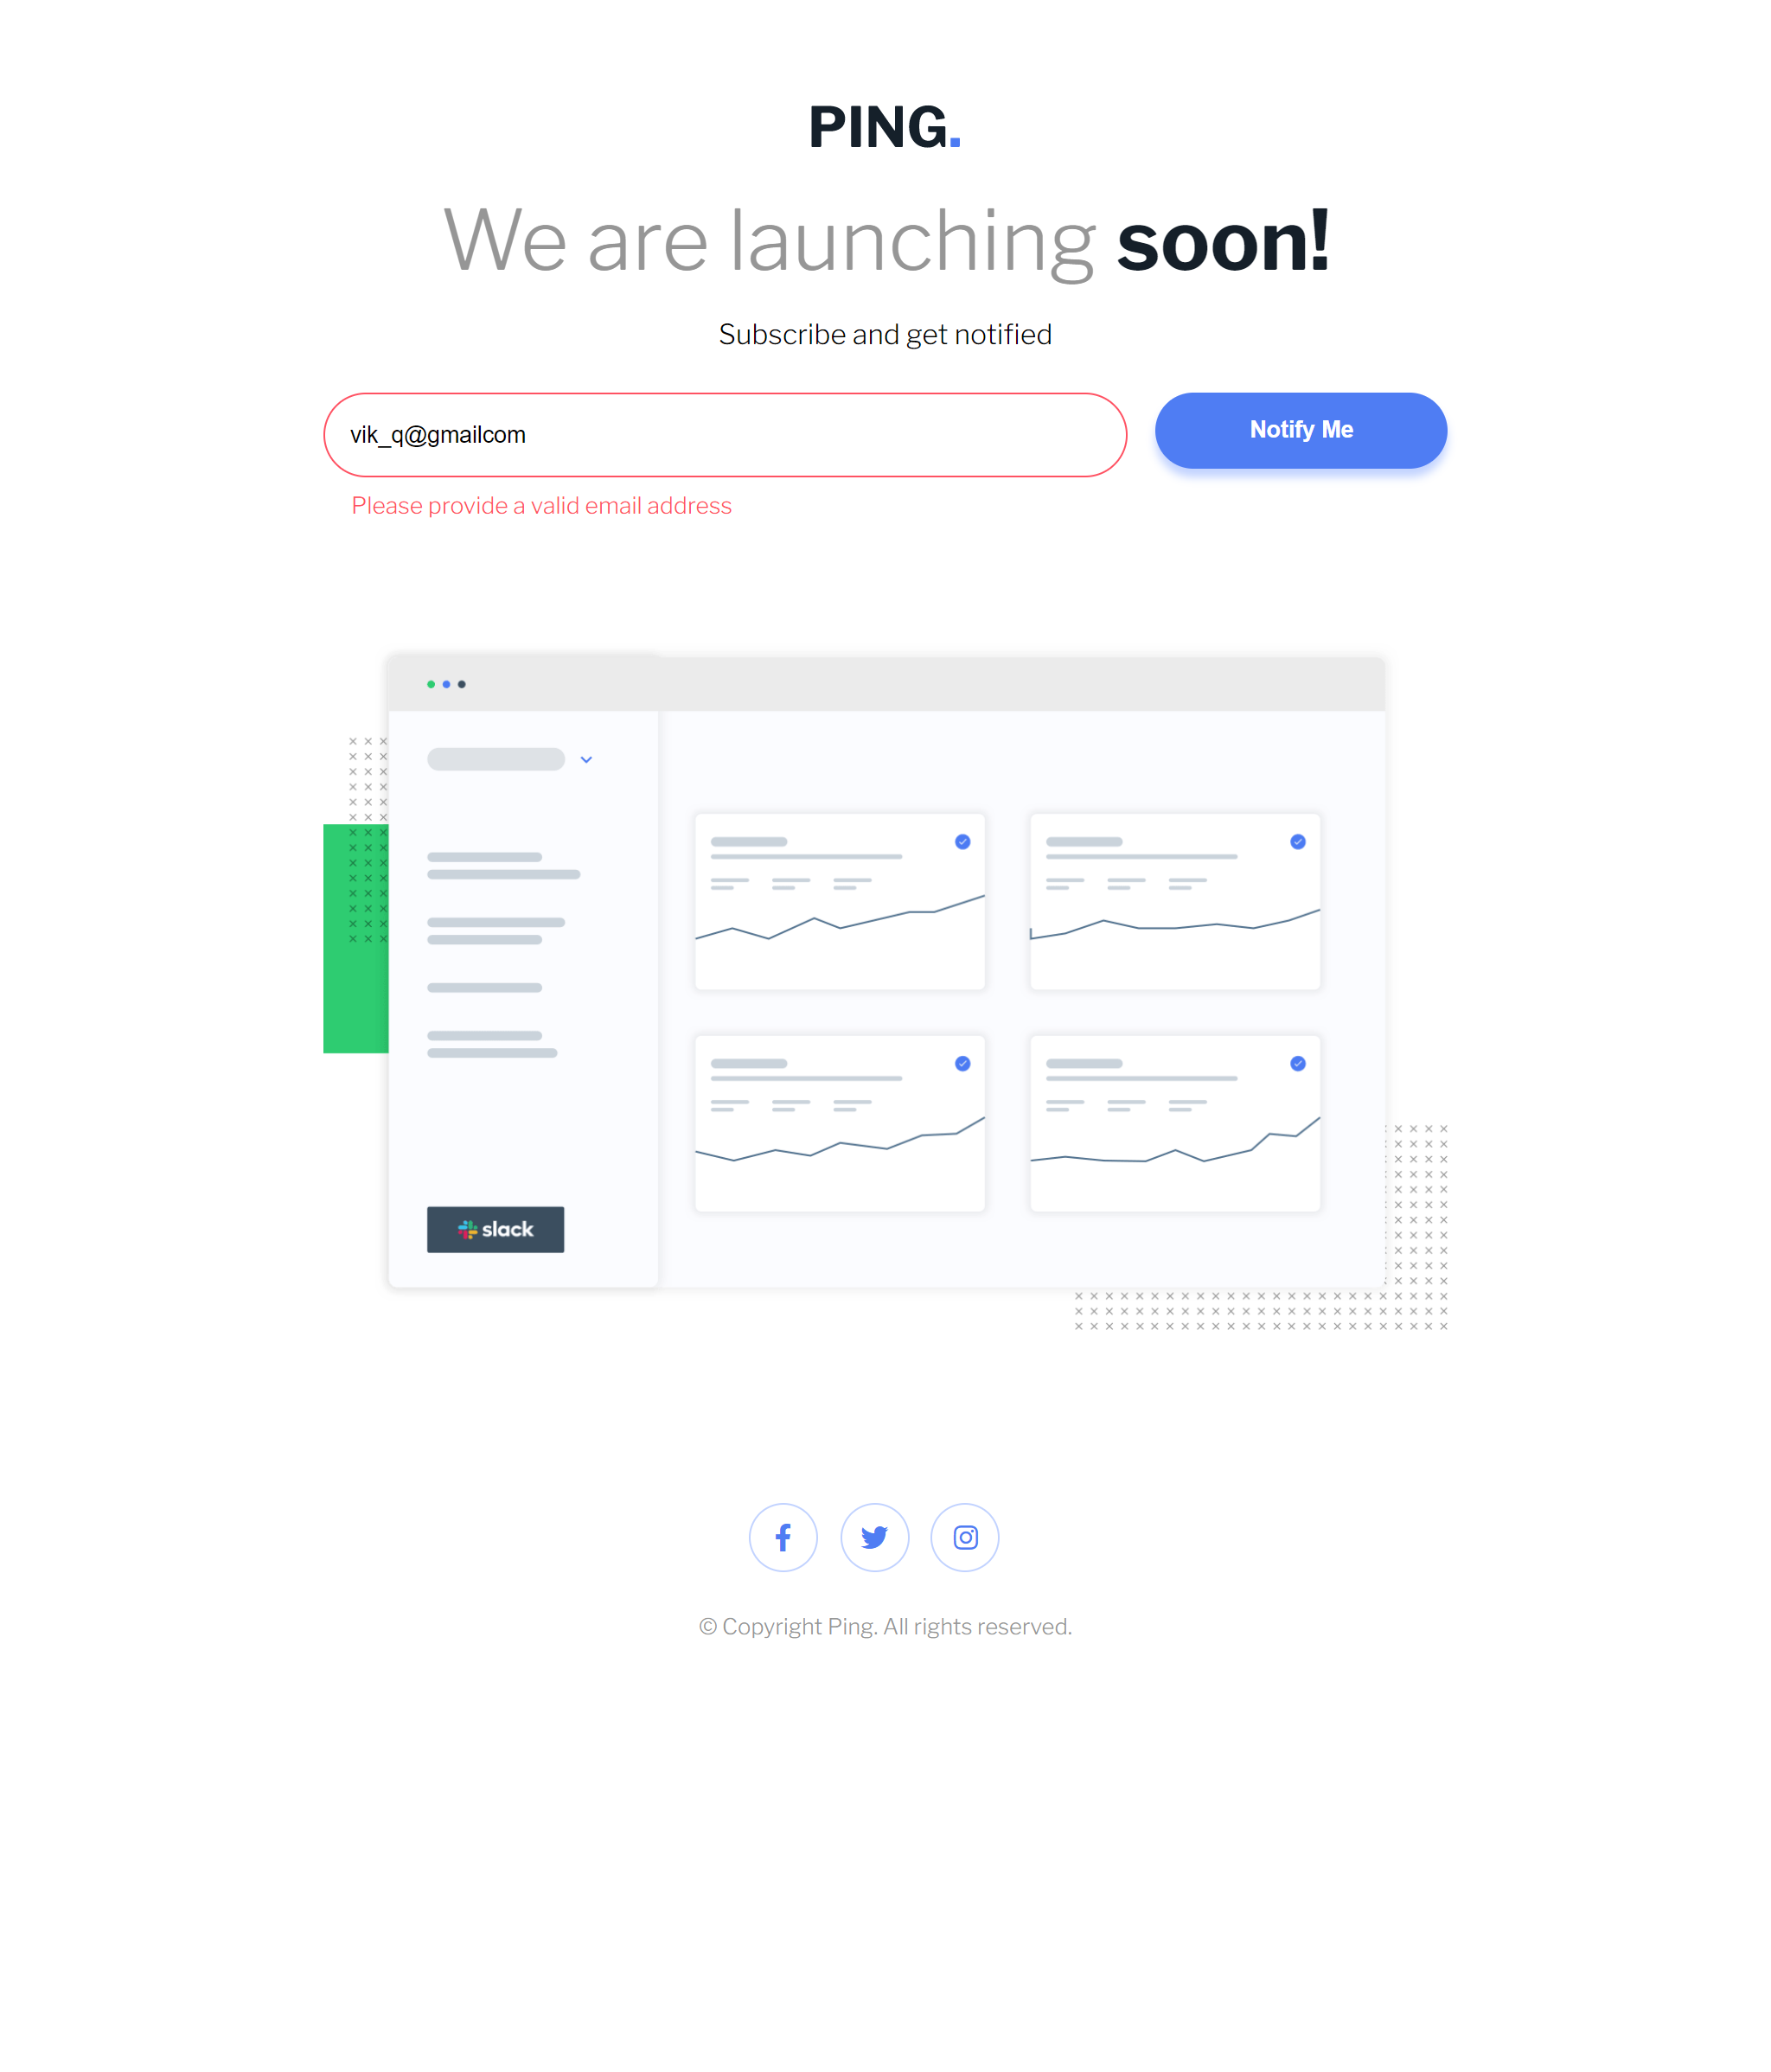 PING.
We are launching soon!
Subscribe and get notified
vik_q@gmailcom
Notify Me
Please provide a valid email address
slack
© Copyright Ping. All rights reserved.